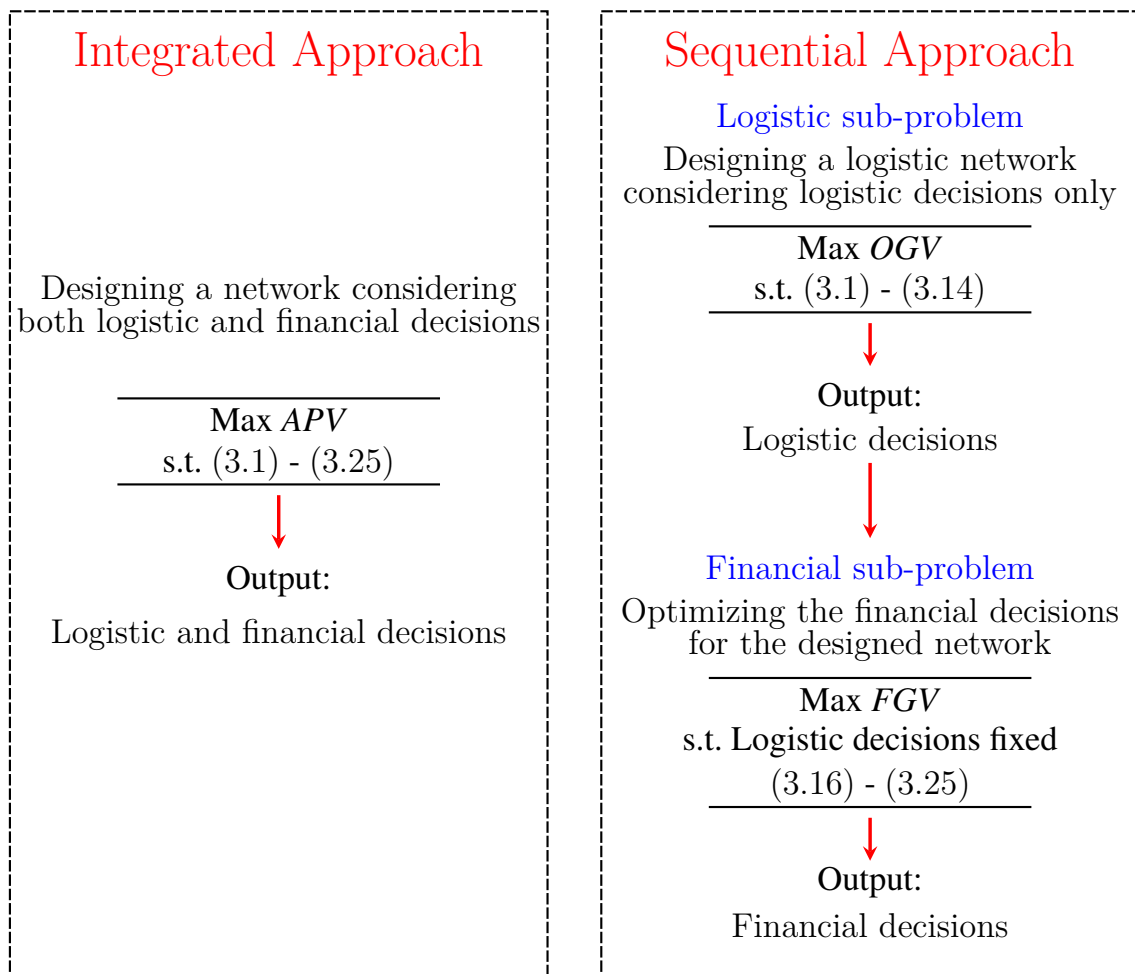 Integrated Approach
Designing a network considering
both logistic and financial decisions
Max APV
s.t. (3.1) - (3.25)
Output:
Logistic and financial decisions
Sequential Approach
Logistic sub-problem
Designing a logistic network
considering logistic decisions only
Max OGV
s.t. (3.1) - (3.14)
Output:
Logistic decisions
Financial sub-problem
Optimizing the financial decisions
for the designed network
Max FGV
s.t. Logistic decisions fixed
(3.16) - (3.25)
Output:
Financial decisions